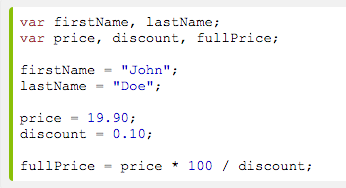 var firstName, lastName;
var price, discount, fullPrice;
firstName = "John";
lastName = "Doe";
price = 19.90;
discount = 0.10;
fullPrice = price * 100 / discount;